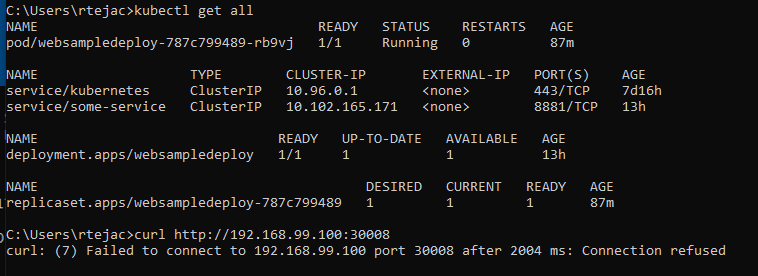 C:\Users\rtejac>kubectl get all
NAME READY STATUS RESTARTS AGE
pod/websampledeploy-787c799489-rb9vj 1/1 Running 0 87m
NAME TYPE CLUSTER-IP EXTERNAL-IP PORT(S) AGE
service/kubernetes ClusterIP 10.96.0.1 <none> 443/TCP 7d16h
service/some-service ClusterIP 10.102.165.171 <none> 8881/TCP 13h
NAME READY UP-TO-DATE AVAILABLE AGE
deployment.apps/websampledeploy 1/1 1 1 13h
NAME DESIRED CURRENT READY AGE
replicaset.apps/websampledeploy-787c799489 1 1 1 87m
C:\Users\rtejac>curl http://192.168.99.100:30008
curl: (7) Failed to connect to 192.168.99.100 port 30008 after 2004 ms: Connection refused